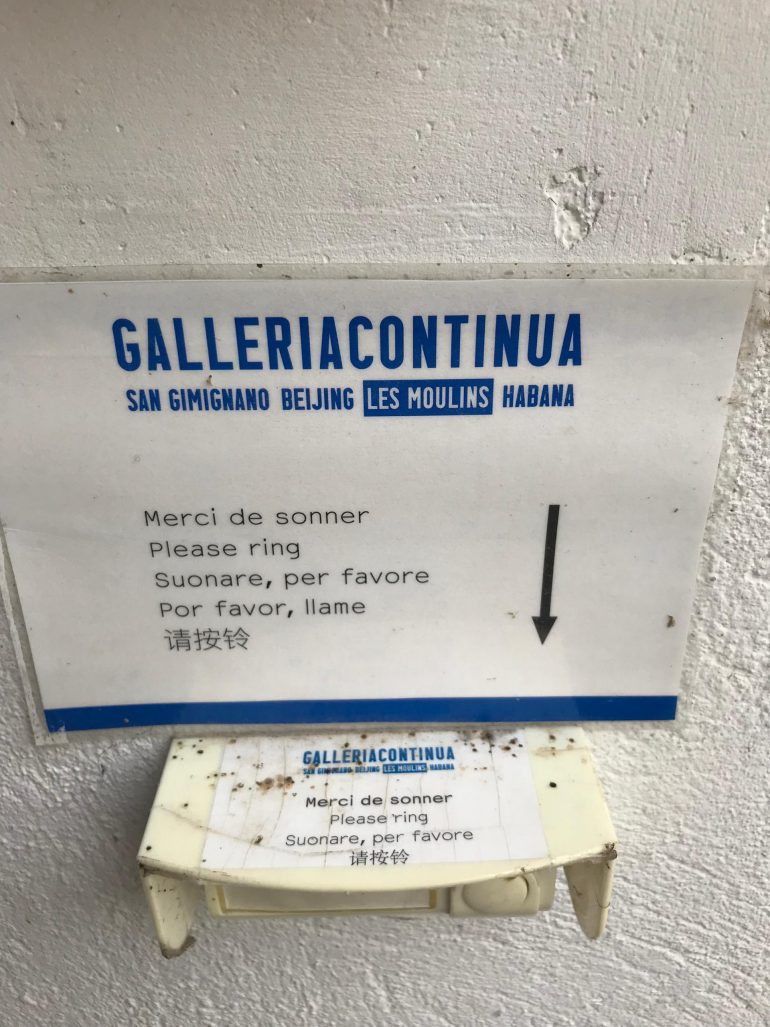 GALLERIACONTINUA
SAN GIMIGNANO BEIJING LES MOULINS HABANA
Merci de sonner
Please ring
Suonare, per favore
Por favor, llame
请按铃
GALLERIACONTINUA
SAN GIMIGNANO BEIJING LES MOULINS HABANA
Merci de sonner
Please ring
Suonare, per favore
请按铃